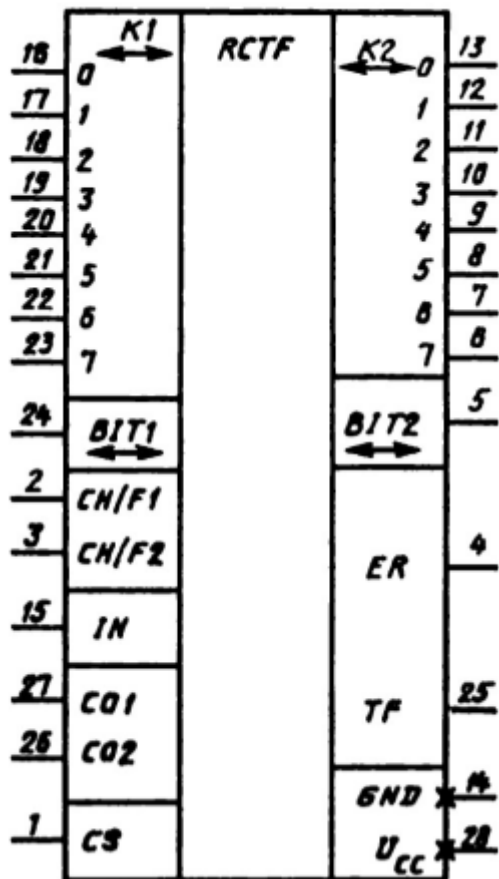 K1 RCTF K2
16 0 0 13
17 1 1 12
18 2 2 11
19 3 3 10
20 4 4 9
21 5 5 8
22 6 6 7
23 7 7 6
24 BIT1 BIT2 5
2 CH/F1
3 CH/F2 ER 4
15 IN
27 CO1 TF 25
26 CO2
GND 14
1 CS UCC 28